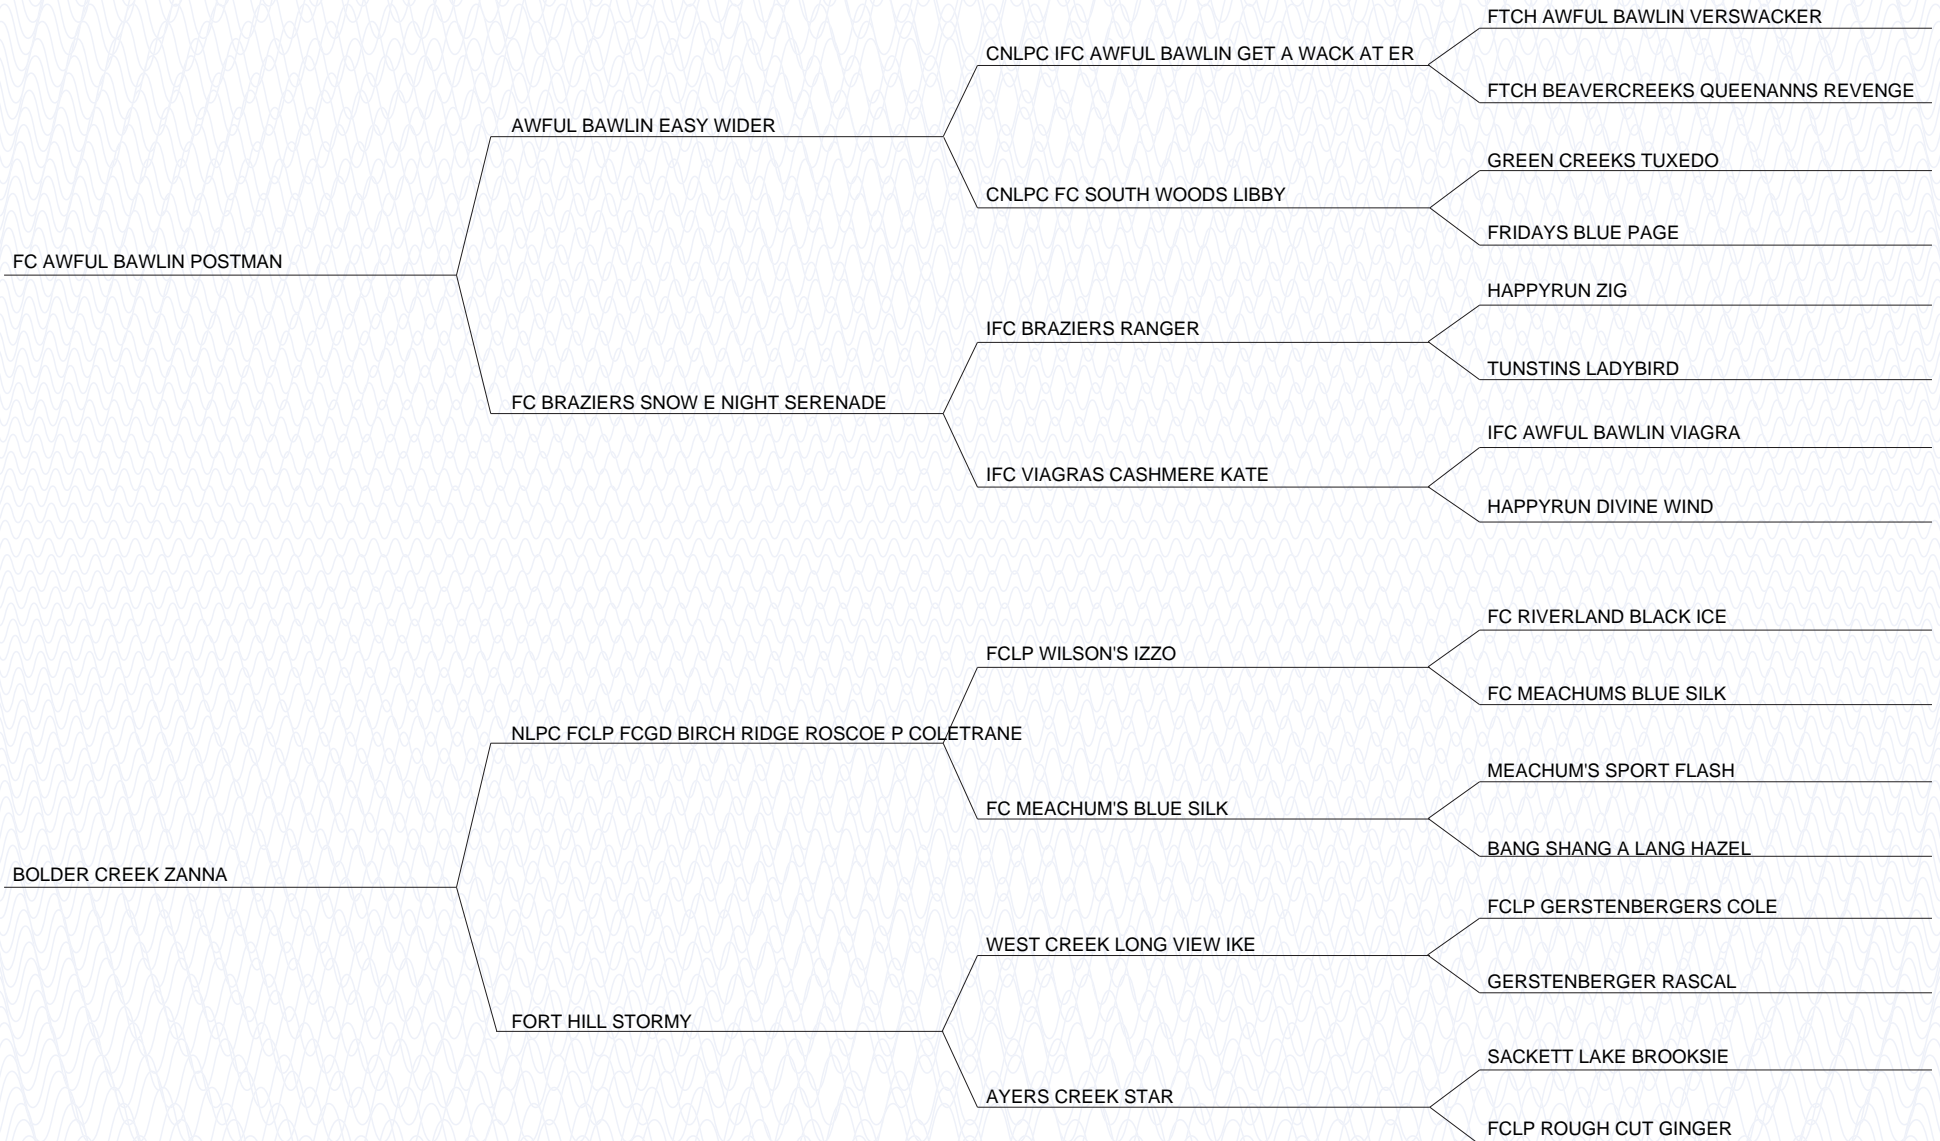 FTCH AWFUL BAWLIN VERSWACKER
CNLPC IFC AWFUL BAWLIN GET A WACK AT ER
FTCH BEAVERCREEKS QUEENANNS REVENGE
AWFUL BAWLIN EASY WIDER
GREEN CREEKS TUXEDO
CNLPC FC SOUTH WOODS LIBBY
FRIDAYS BLUE PAGE
FC AWFUL BAWLIN POSTMAN
HAPPYRUN ZIG
IFC BRAZIERS RANGER
TUNSTINS LADYBIRD
FC BRAZIERS SNOW E NIGHT SERENADE
IFC AWFUL BAWLIN VIAGRA
IFC VIAGRAS CASHMERE KATE
HAPPYRUN DIVINE WIND
FC RIVERLAND BLACK ICE
FCLP WILSON'S IZZO
FC MEACHUMS BLUE SILK
NLPC FCLP FCGD BIRCH RIDGE ROSCOE P COLETRANE
MEACHUM'S SPORT FLASH
FC MEACHUM'S BLUE SILK
BANG SHANG A LANG HAZEL
BOLDER CREEK ZANNA
FCLP GERSTENBERGERS COLE
WEST CREEK LONG VIEW IKE
GERSTENBERGER RASCAL
FORT HILL STORMY
SACKETT LAKE BROOKSIE
AYERS CREEK STAR
FCLP ROUGH CUT GINGER